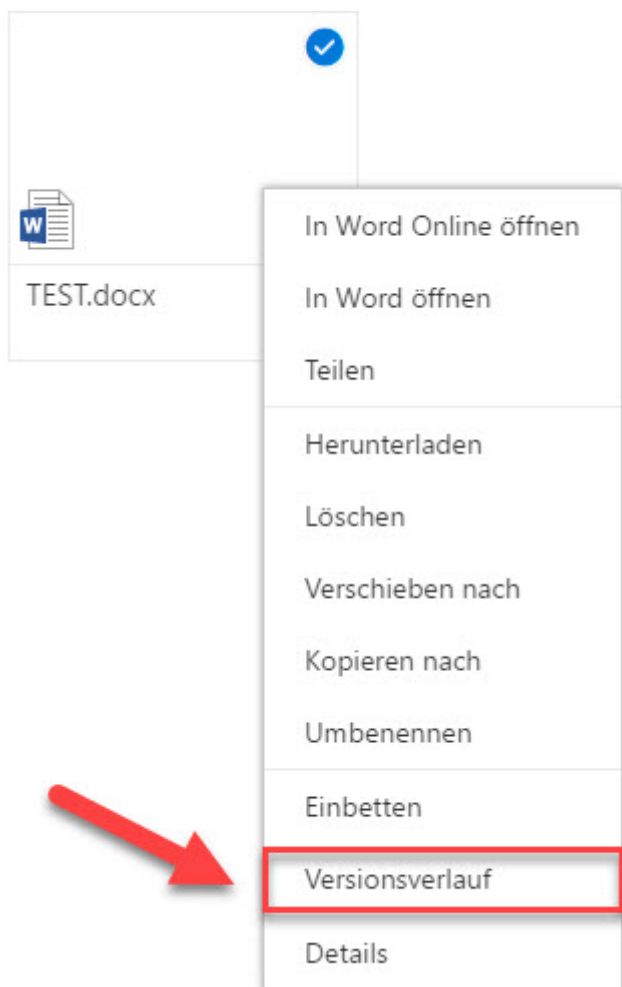 W
TEST.docx
In Word Online öffnen
In Word öffnen
Teilen
Herunterladen
Löschen
Verschieben nach
Kopieren nach
Umbenennen
Einbetten
Versionsverlauf
Details